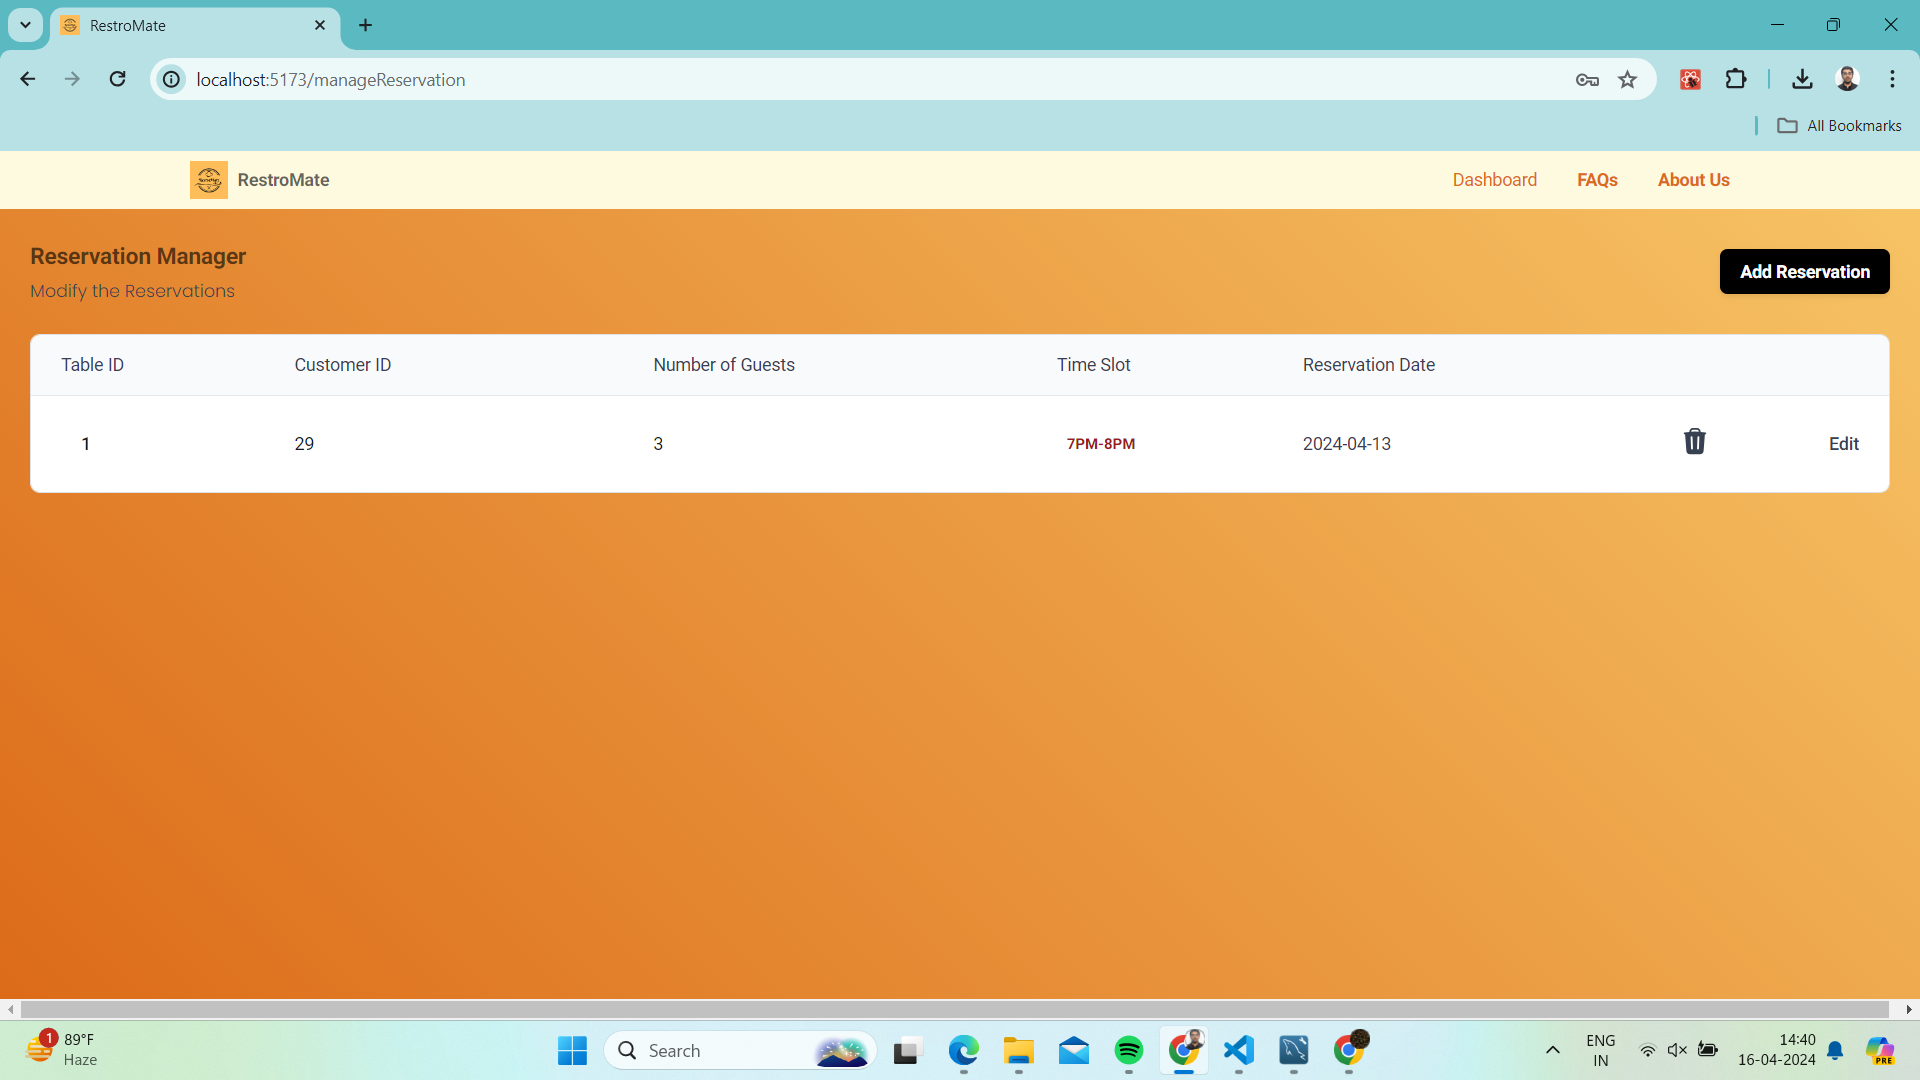 RestroMate
localhost:5173/manageReservation
All Bookmarks
RestroMate
Dashboard
FAQs
About Us
Reservation Manager
Modify the Reservations
Add Reservation
Table ID
Customer ID
Number of Guests
Time Slot
Reservation Date
1
29
3
7PM-8PM
2024-04-13
Edit
1
89°F
Haze
Search
ENG
IN
14:40
16-04-2024
PRE